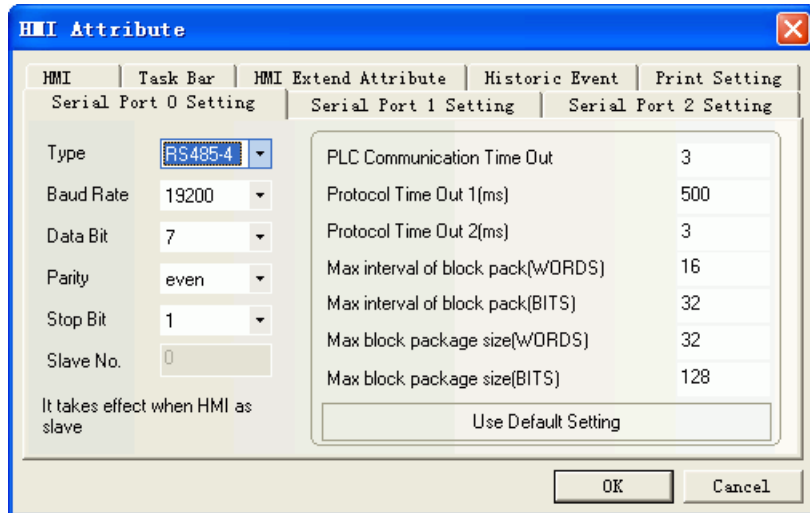 HMI Attribute
HMI
Task Bar
HMI Extend Attribute
Historic Event
Print Setting
Serial Port 0 Setting
Serial Port 1 Setting
Serial Port 2 Setting
Type
RS485-4
Baud Rate
19200
Data Bit
7
Parity
even
Stop Bit
1
Slave No.
0
It takes effect when HMI as
slave
PLC Communication Time Out
3
Protocol Time Out 1(ms)
500
Protocol Time Out 2(ms)
3
Max interval of block pack(WORDS)
16
Max interval of block pack(BITS)
32
Max block package size(WORDS)
32
Max block package size(BITS)
128
Use Default Setting
OK
Cancel